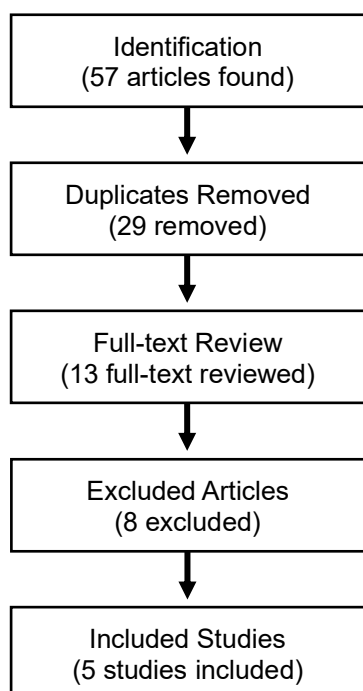 Identification
(57 articles found)
Duplicates Removed
(29 removed)
Full-text Review
(13 full-text reviewed)
Excluded Articles
(8 excluded)
Included Studies
(5 studies included)